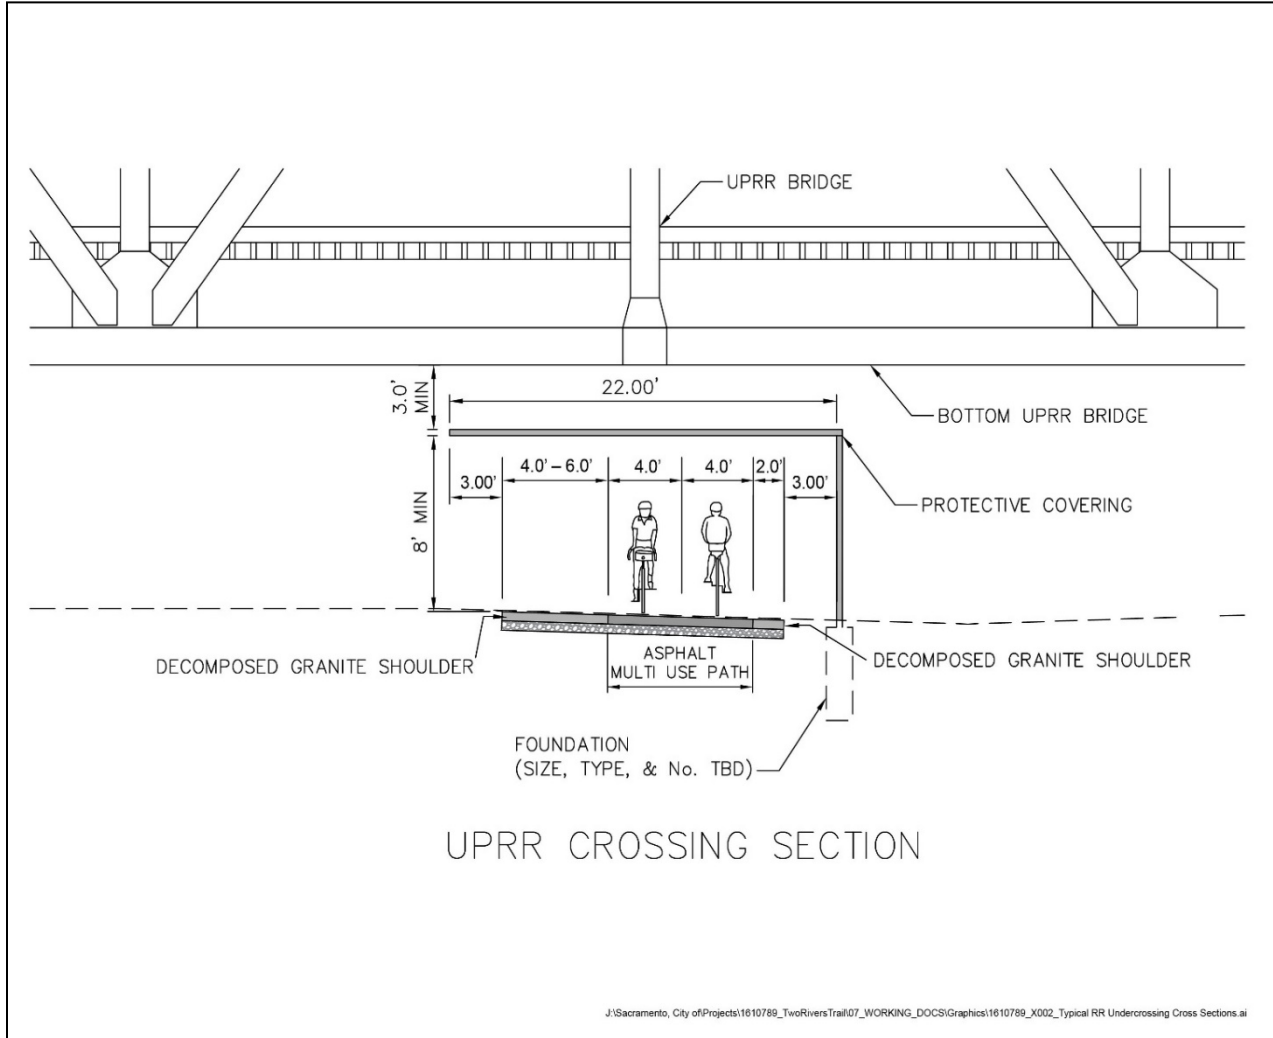 UPRR BRIDGE
3.0'
MIN
22.00'
BOTTOM UPRR BRIDGE
4.0' – 6.0'
4.0'
4.0'
2.0'
3.00'
3.00'
PROTECTIVE COVERING
8' MIN
DECOMPOSED GRANITE SHOULDER
ASPHALT
MULTI USE PATH
DECOMPOSED GRANITE SHOULDER
FOUNDATION
(SIZE, TYPE, & No. TBD)
UPRR CROSSING SECTION
J:\Sacramento, City of\Projects\1610789_TwoRiversTrail\07_WORKING_DOCS\Graphics\1610789_X002_Typical RR Undercrossing Cross Sections.ai